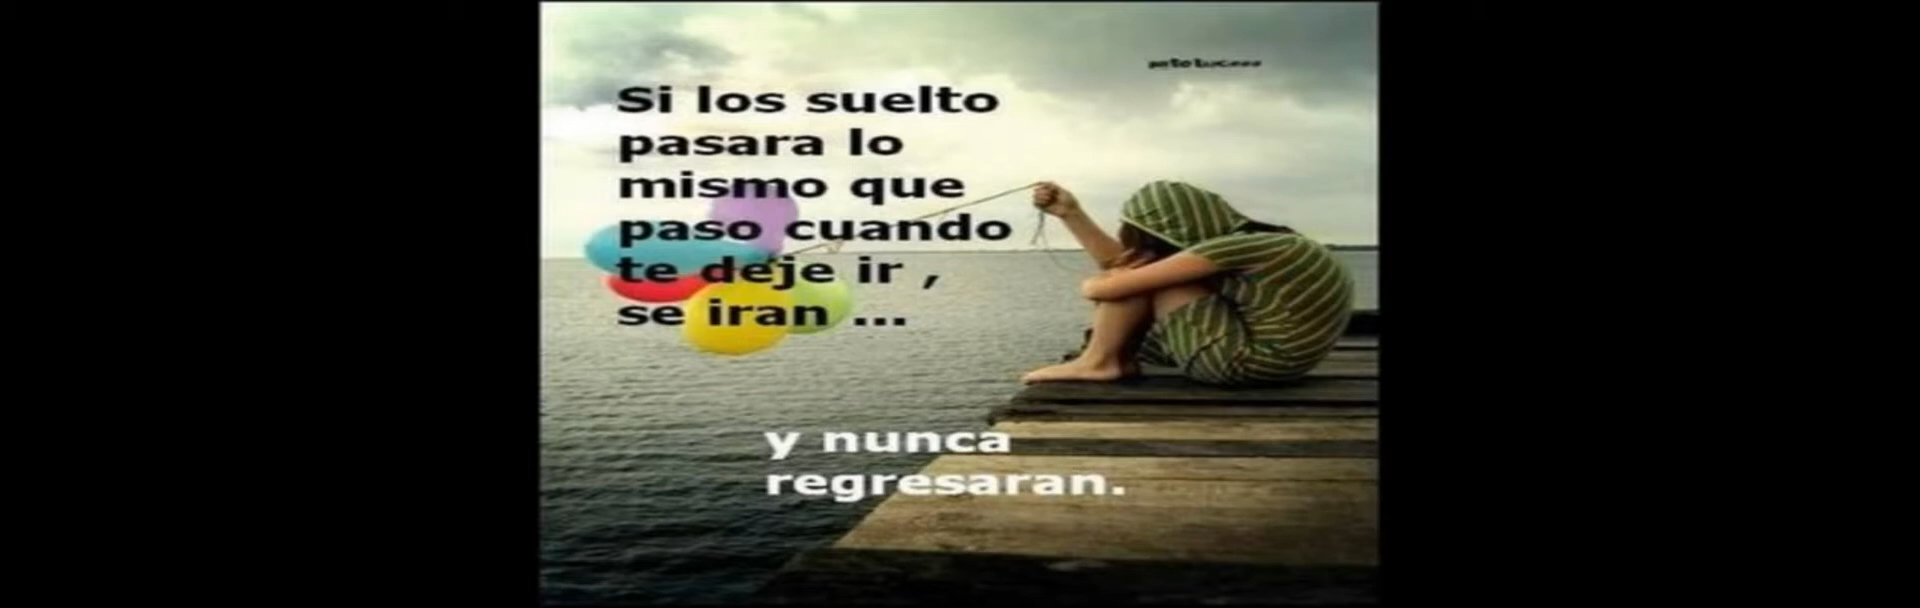 Si los suelto
pasara lo
mismo que
paso cuando
te deje ir ,
se iran ...
y nunca
regresaran.